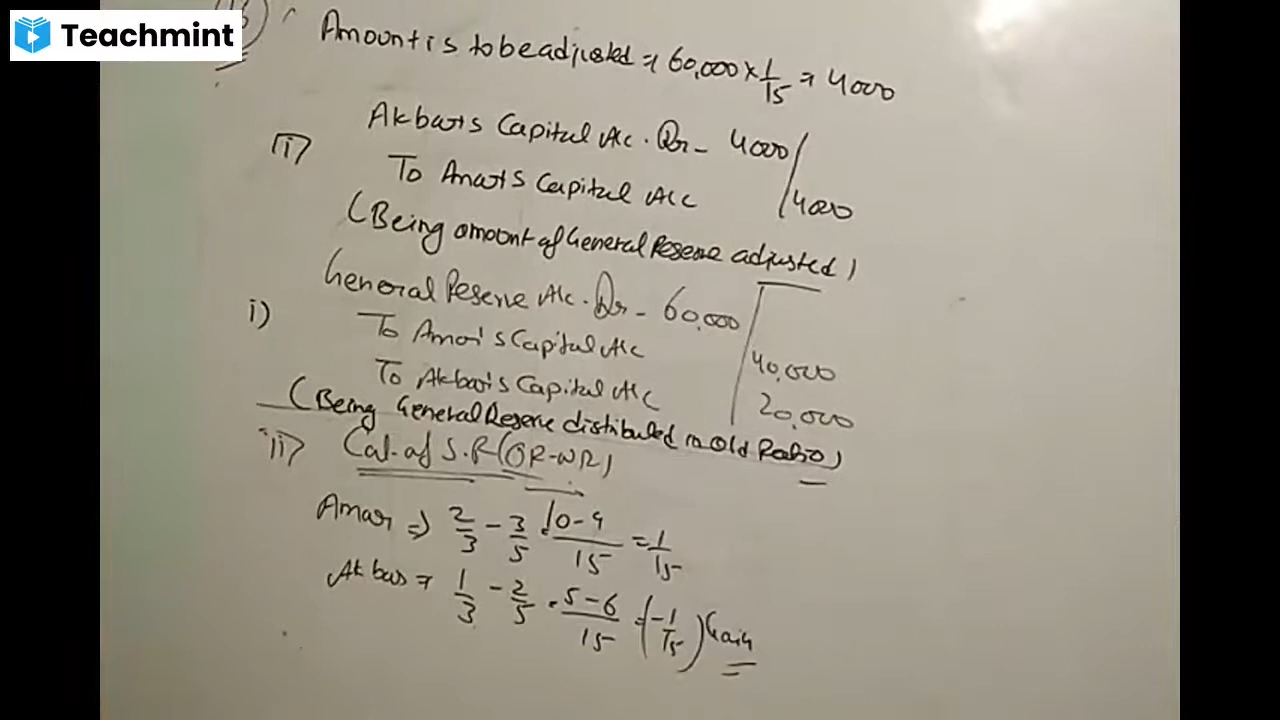 Teachmint
Amount is to be adjusted => 60,000 × 1/15 => 4000
ii) Akbar's Capital A/c. Dr - 4000
To Amar's Capital A/c 4000
(Being amount of General Reserve adjusted)
i) General Reserve A/c. Dr - 60,000
To Amar's Capital A/c 40,000
To Akbar's Capital A/c 20,000
(Being General Reserve distributed in Old Ratio)
ii) Cal. of S.R (OR-NR)
Amar => 2/3 - 3/5 = 10-9/15 = 1/15
Akbar => 1/3 - 2/5 = 5-6/15 = (-1/15) Gain